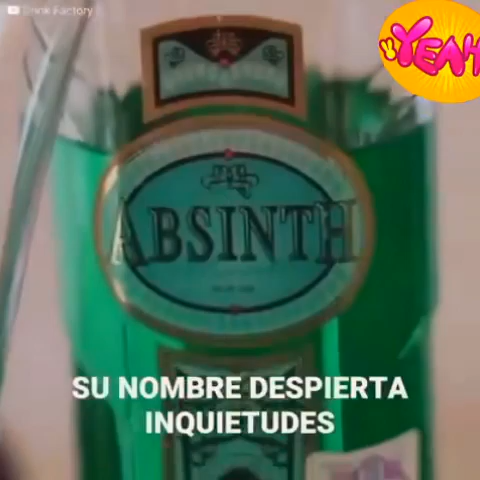 Drink Factory
YEAH
ABSINTH
SU NOMBRE DESPIERTA
INQUIETUDES